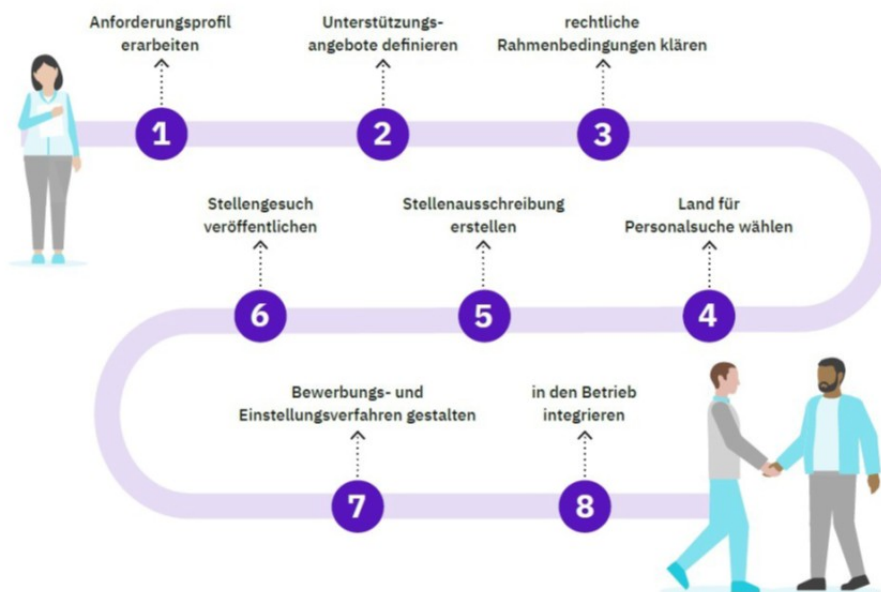 Anforderungsprofil
erarbeiten
Unterstützungs-
angebote definieren
rechtliche
Rahmenbedingungen klären
1
2
3
Stellengesuch
veröffentlichen
Stellenausschreibung
erstellen
Land für
Personalsuche wählen
6
5
4
Bewerbungs- und
Einstellungsverfahren gestalten
in den Betrieb
integrieren
7
8